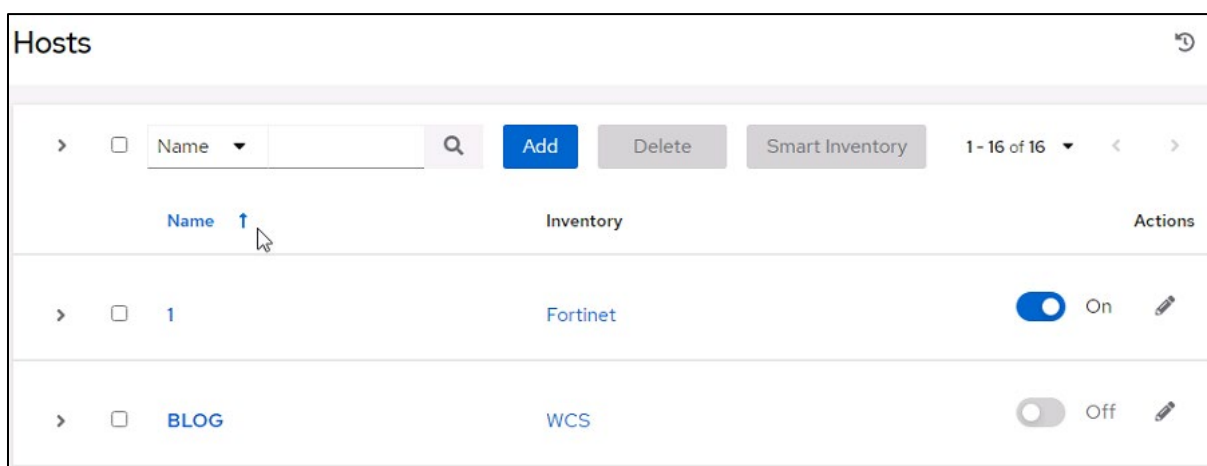 Hosts
Name Add Delete Smart Inventory 1 - 16 of 16
Name Inventory Actions
1 Fortinet On
BLOG WCS Off